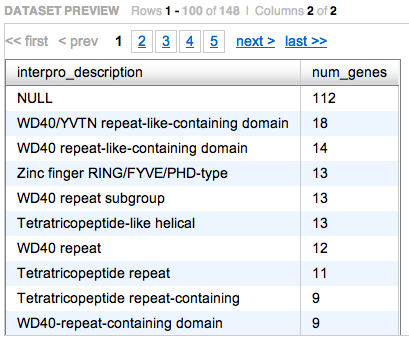 DATASET PREVIEW Rows 1 - 100 of 148 | Columns 2 of 2
<< first < prev 1 2 3 4 5 next > last >>
interpro_description num_genes
NULL 112
WD40/YVTN repeat-like-containing domain 18
WD40 repeat-like-containing domain 14
Zinc finger RING/FYVE/PHD-type 13
WD40 repeat subgroup 13
Tetratricopeptide-like helical 13
WD40 repeat 12
Tetratricopeptide repeat 11
Tetratricopeptide repeat-containing 9
WD40-repeat-containing domain 9